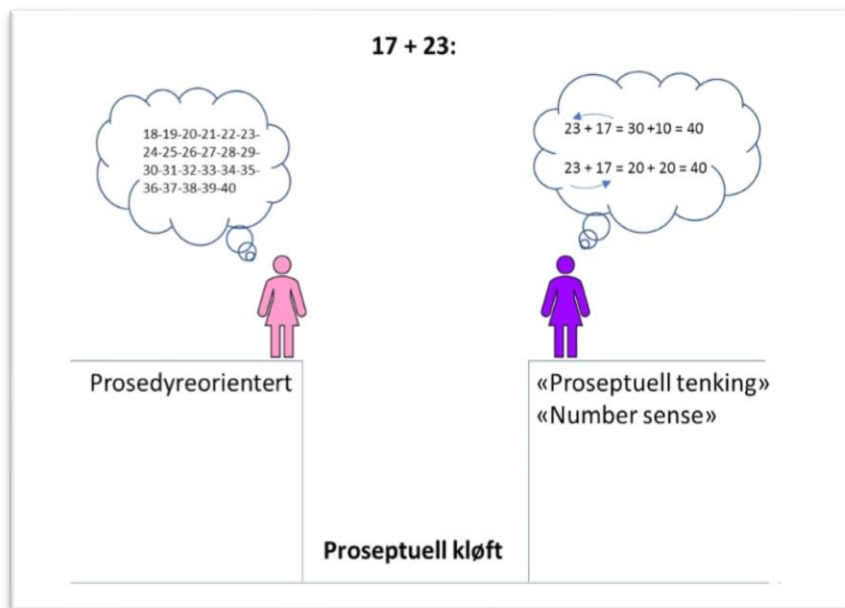 17 + 23:
18-19-20-21-22-23-
24-25-26-27-28-29-
30-31-32-33-34-35-
36-37-38-39-40
23 + 17 = 30 +10 = 40
23 + 17 = 20 + 20 = 40
Prosedyreorientert
«Proseptuell tenking»
«Number sense»
Proseptuell kløft